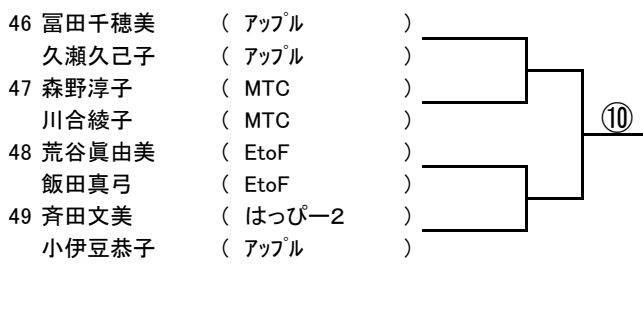 46 冨田千穂美 ( ｱｯﾌﾟﾙ )
久瀬久己子 ( ｱｯﾌﾟﾙ )
47 森野淳子 ( MTC )
川合綾子 ( MTC )
⑩
48 荒谷眞由美 ( EtoF )
飯田真弓 ( EtoF )
49 斉田文美 ( はっぴー2 )
小伊豆恭子 ( ｱｯﾌﾟﾙ )